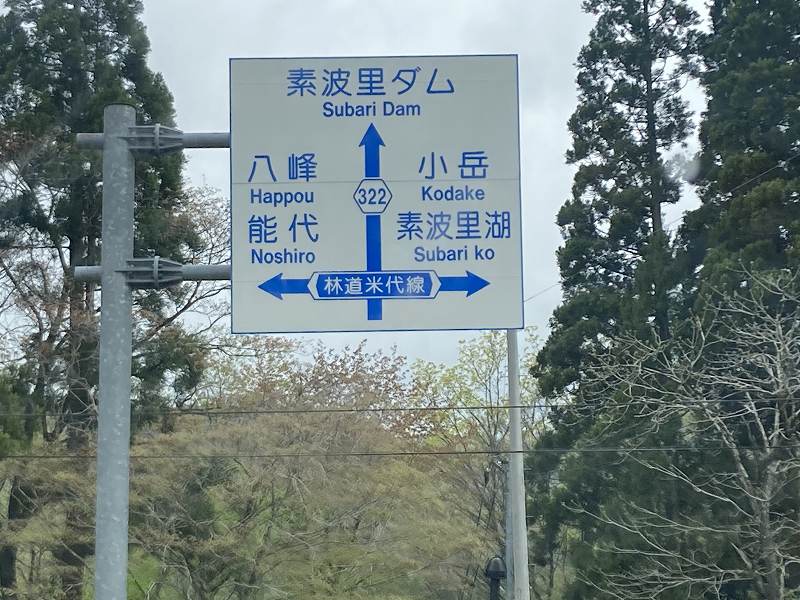 素波里ダム
Subari Dam
八峰
Happou
能代
Noshiro
322
小岳
Kodake
素波里湖
Subari ko
林道米代線